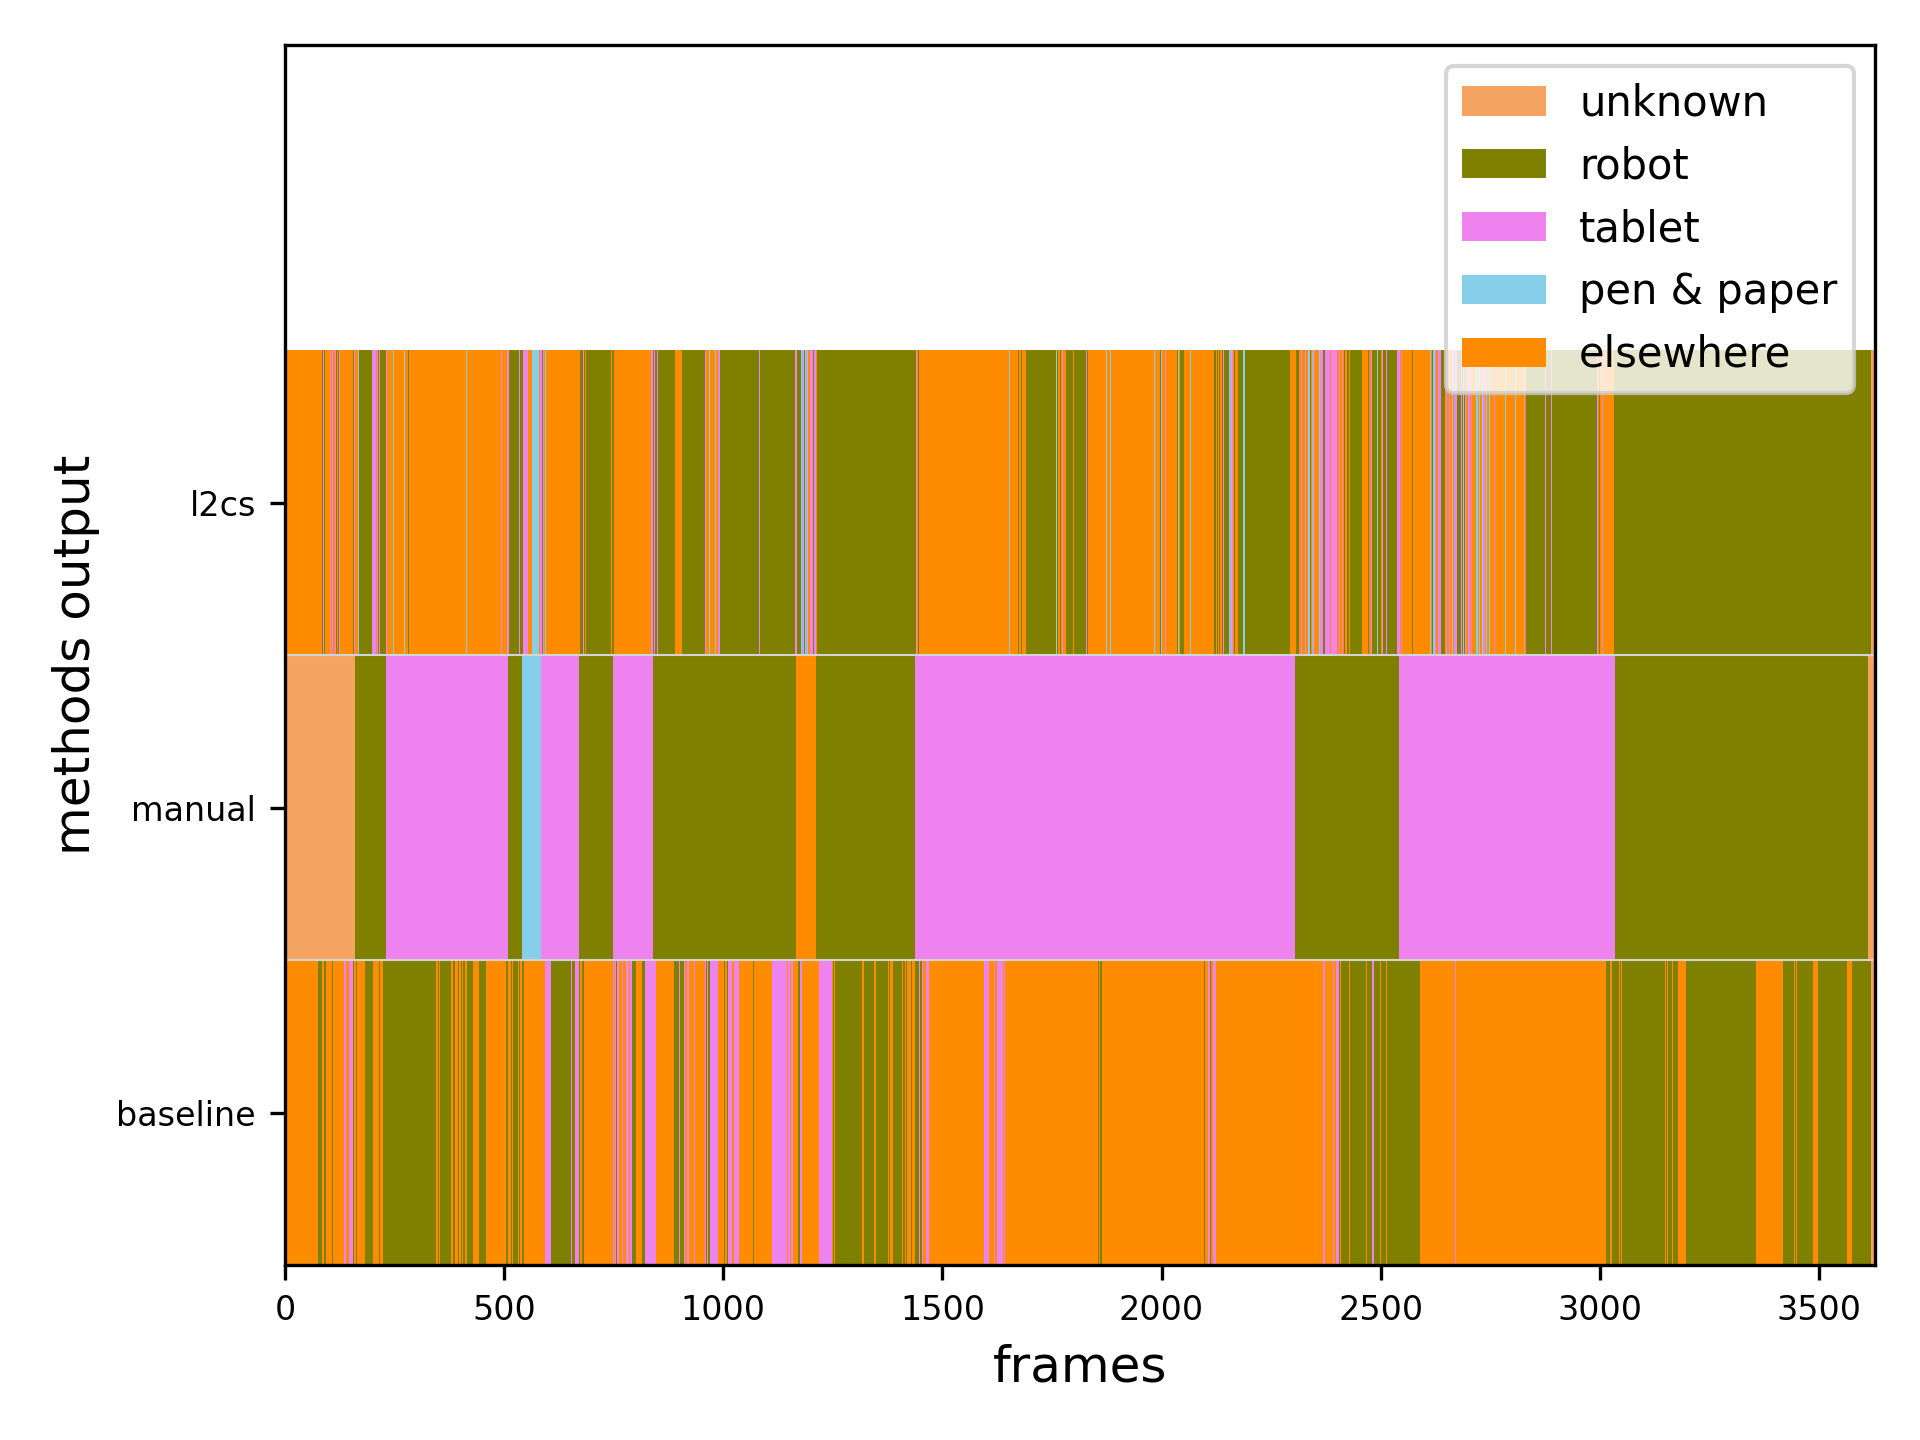 unknown
robot
tablet
pen & paper
elsewhere
methods output
l2cs
manual
baseline
0 500 1000 1500 2000 2500 3000 3500
frames